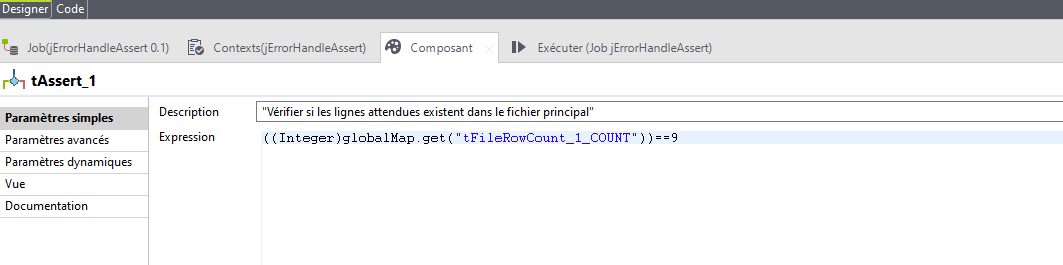 Designer Code
Job(jErrorHandleAssert 0.1) Contexts(jErrorHandleAssert) Composant Exécuter (Job jErrorHandleAssert)
tAssert_1
Paramètres simples
Paramètres avancés
Paramètres dynamiques
Vue
Documentation
Description "Vérifier si les lignes attendues existent dans le fichier principal"
Expression ((Integer)globalMap.get("tFileRowCount_1_COUNT"))==9